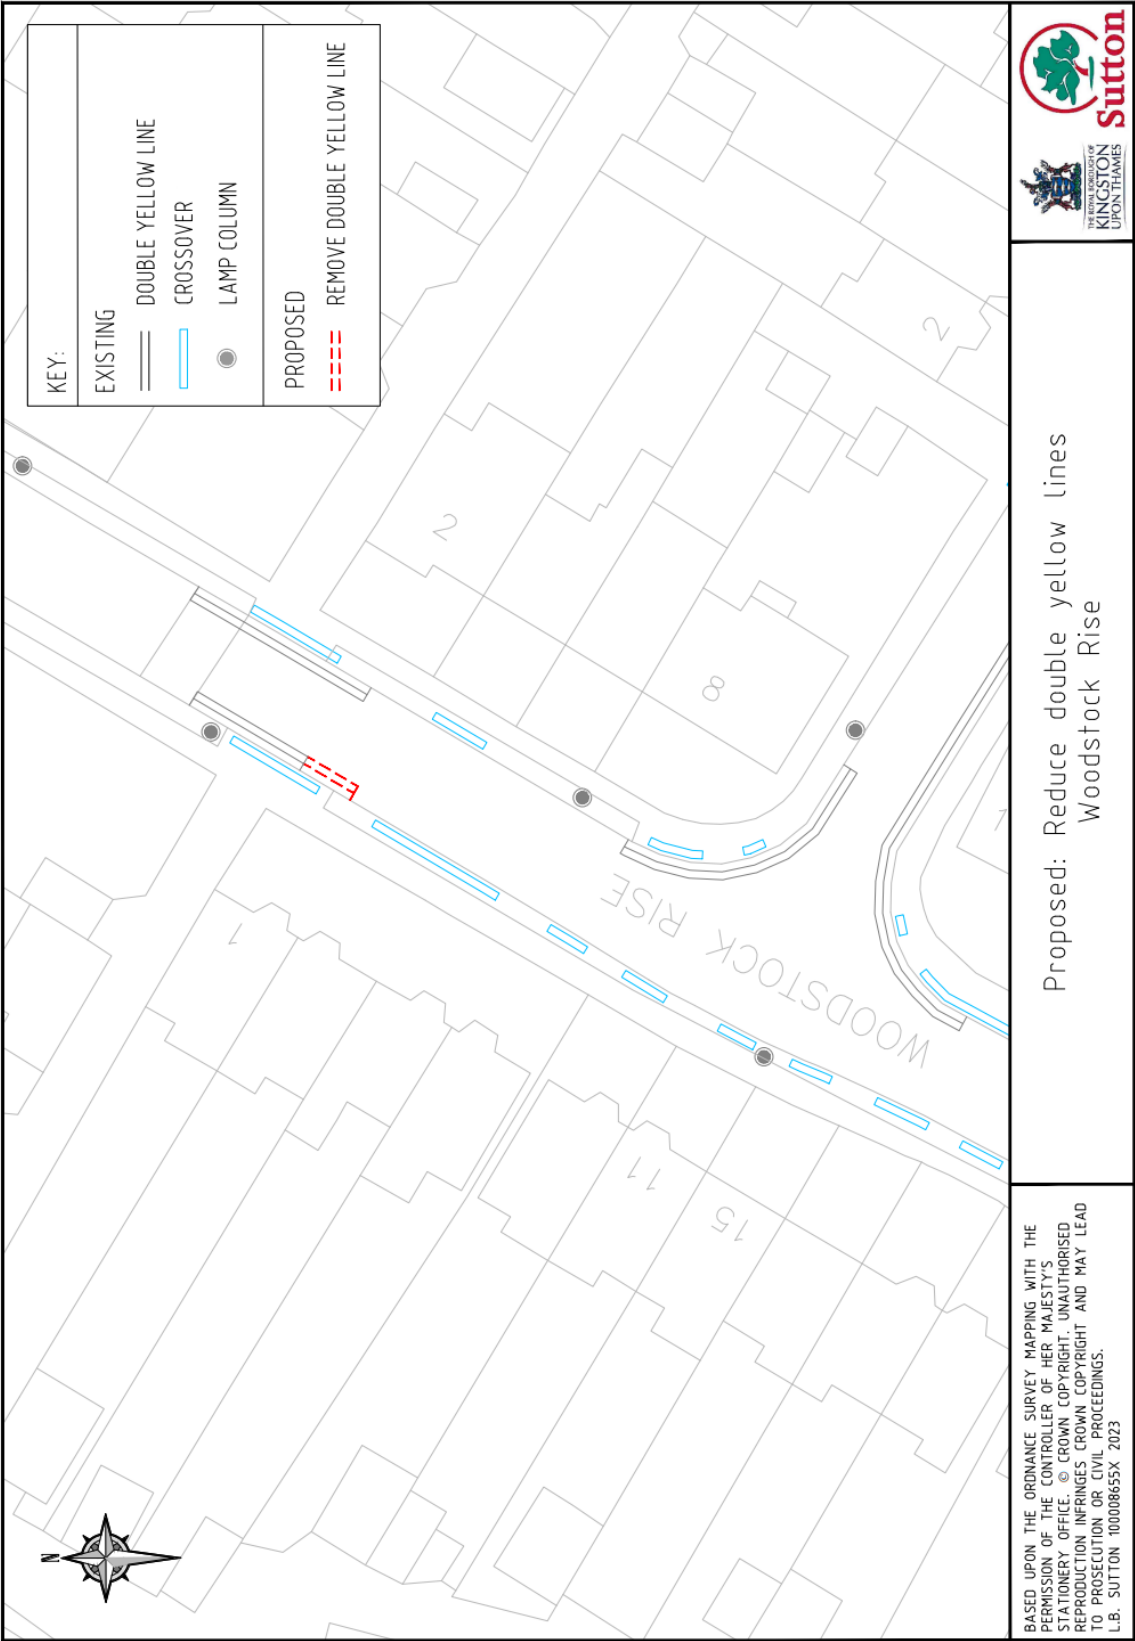 KEY:
EXISTING
DOUBLE YELLOW LINE
CROSSOVER
LAMP COLUMN
PROPOSED
REMOVE DOUBLE YELLOW LINE
N
2
2
8
1
1
11
15
WOODSTOCK RISE
BASED UPON THE ORDNANCE SURVEY MAPPING WITH THE
PERMISSION OF THE CONTROLLER OF HER MAJESTY'S
STATIONERY OFFICE. © CROWN COPYRIGHT. UNAUTHORISED
REPRODUCTION INFRINGES CROWN COPYRIGHT AND MAY LEAD
TO PROSECUTION OR CIVIL PROCEEDINGS.
L.B. SUTTON 100008655X 2023
Proposed: Reduce double yellow lines
Woodstock Rise
THE ROYAL BOROUGH OF
KINGSTON
UPON THAMES
Sutton